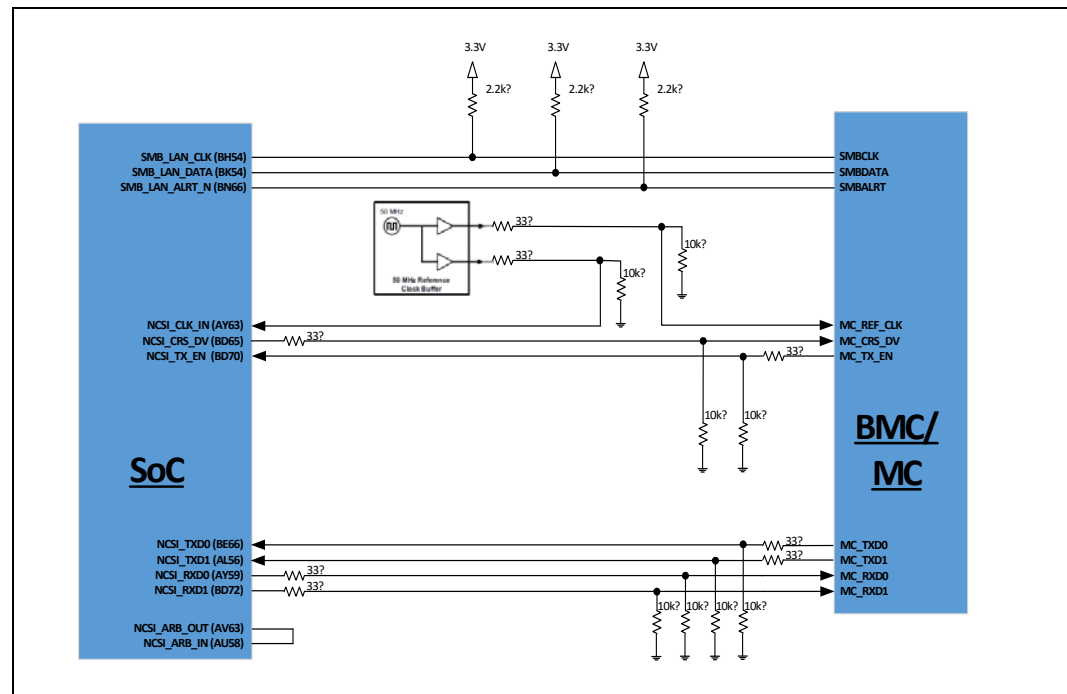 3.3V 3.3V 3.3V
2.2k? 2.2k? 2.2k?
SMB_LAN_CLK (BH54) SMBCLK
SMB_LAN_DATA (BK54) SMBDATA
SMB_LAN_ALRT_N (BN66) SMBALRT
50 MHz
33?
10k?
33?
10k?
50 MHz Reference
Clock Buffer
NCSI_CLK_IN (AY63) MC_REF_CLK
NCSI_CRS_DV (BD65) 33? MC_CRS_DV
NCSI_TX_EN (BD70) 33? MC_TX_EN
10k? 10k?
SoC
BMC/
MC
NCSI_TXD0 (BE66) 33? MC_TXD0
NCSI_TXD1 (AL56) 33? MC_TXD1
NCSI_RXD0 (AY59) 33? MC_RXD0
NCSI_RXD1 (BD72) 33? MC_RXD1
10k? 10k? 10k? 10k?
NCSI_ARB_OUT (AV63)
NCSI_ARB_IN (AU58)